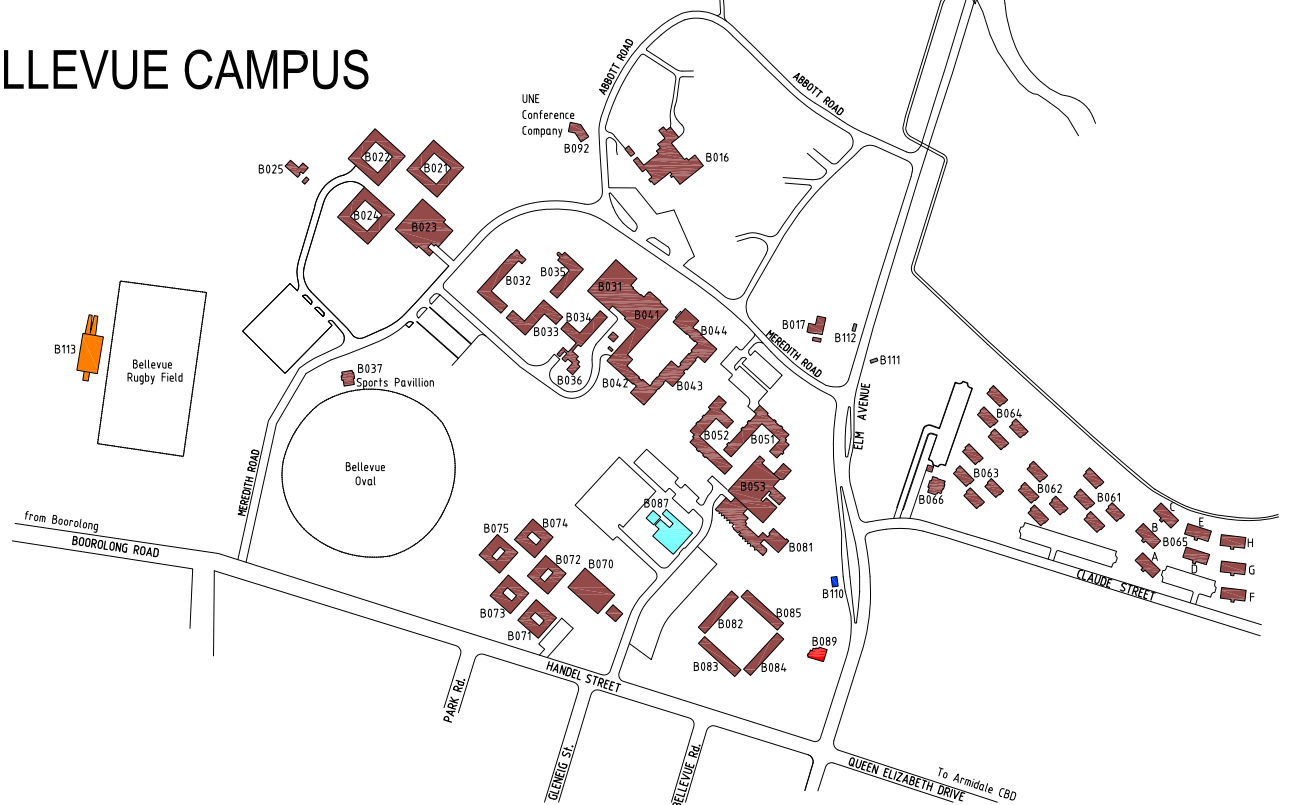 LLEVUE CAMPUS
ABBOTT ROAD
ABBOTT ROAD
UNE
Conference
Company
B092
B016
B025
B022
B021
B024
B023
B032
B035
B031
B033
B034
B041
B044
B036
B042
B043
B017
B112
B111
MEREDITH ROAD
ELM AVENUE
B113
Bellevue
Rugby Field
B037
Sports Pavillion
Bellevue
Oval
MEREDITH ROAD
B052
B051
B053
B087
B081
B064
B063
B066
B062
B061
C
B
E
B065
A
D
H
G
F
CLAUDE STREET
from Boorolong
BOOROLONG ROAD
B075
B074
B072
B070
B073
B071
B110
B082
B085
B083
B084
B089
HANDEL STREET
PARK Rd.
GLENEIG St.
BELLEVUE Rd.
To Armidale CBD
QUEEN ELIZABETH DRIVE